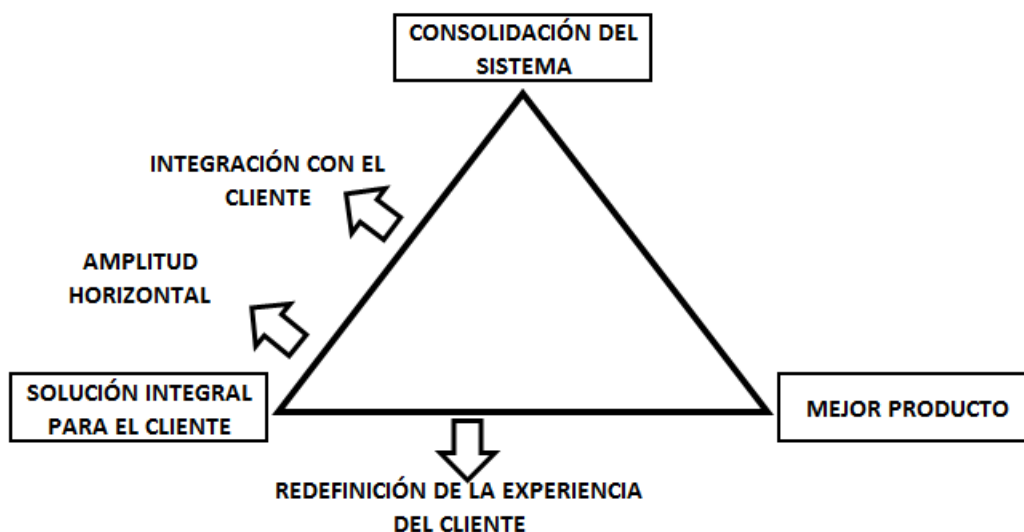 CONSOLIDACIÓN DEL
SISTEMA
INTEGRACIÓN CON EL
CLIENTE
AMPLITUD
HORIZONTAL
SOLUCIÓN INTEGRAL
PARA EL CLIENTE
MEJOR PRODUCTO
REDEFINICIÓN DE LA EXPERIENCIA
DEL CLIENTE